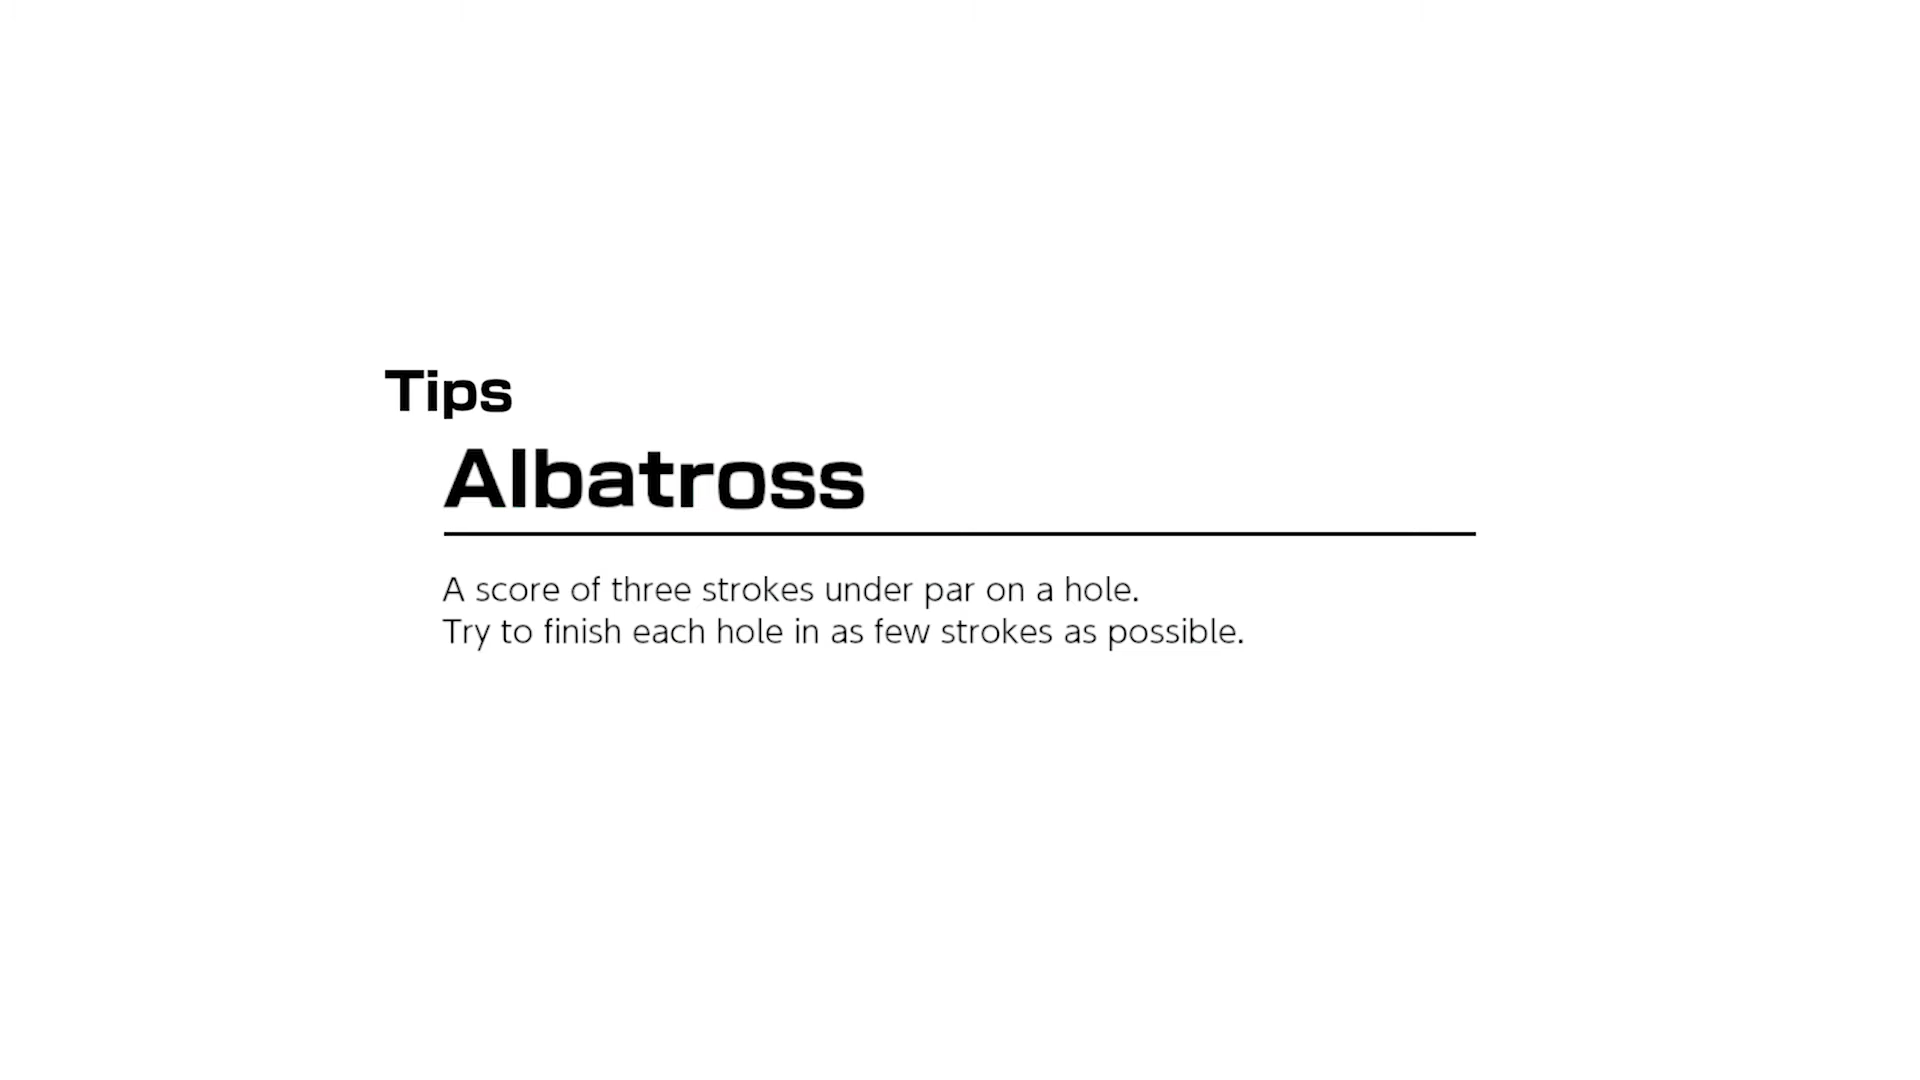 Tips
Albatross
A score of three strokes under par on a hole.
Try to finish each hole in as few strokes as possible.